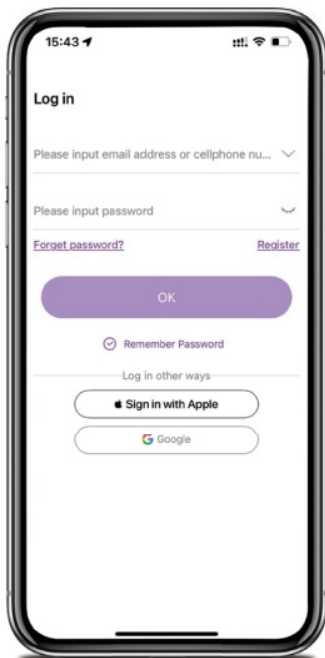 15:43
Log in
Please input email address or cellphone nu...
Please input password
Forget password? Register
OK
Remember Password
Log in other ways
Sign in with Apple
Google